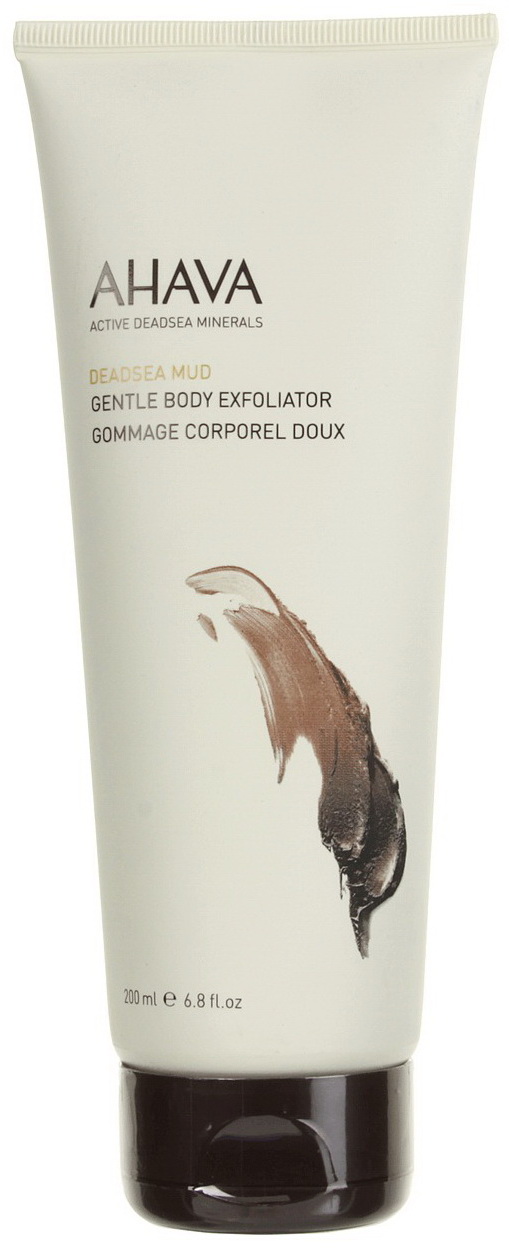 AHAVA
ACTIVE DEADSEA MINERALS
DEADSEA MUD
GENTLE BODY EXFOLIATOR
GOMMAGE CORPOREL DOUX
200 ml ℮ 6.8 fl.oz